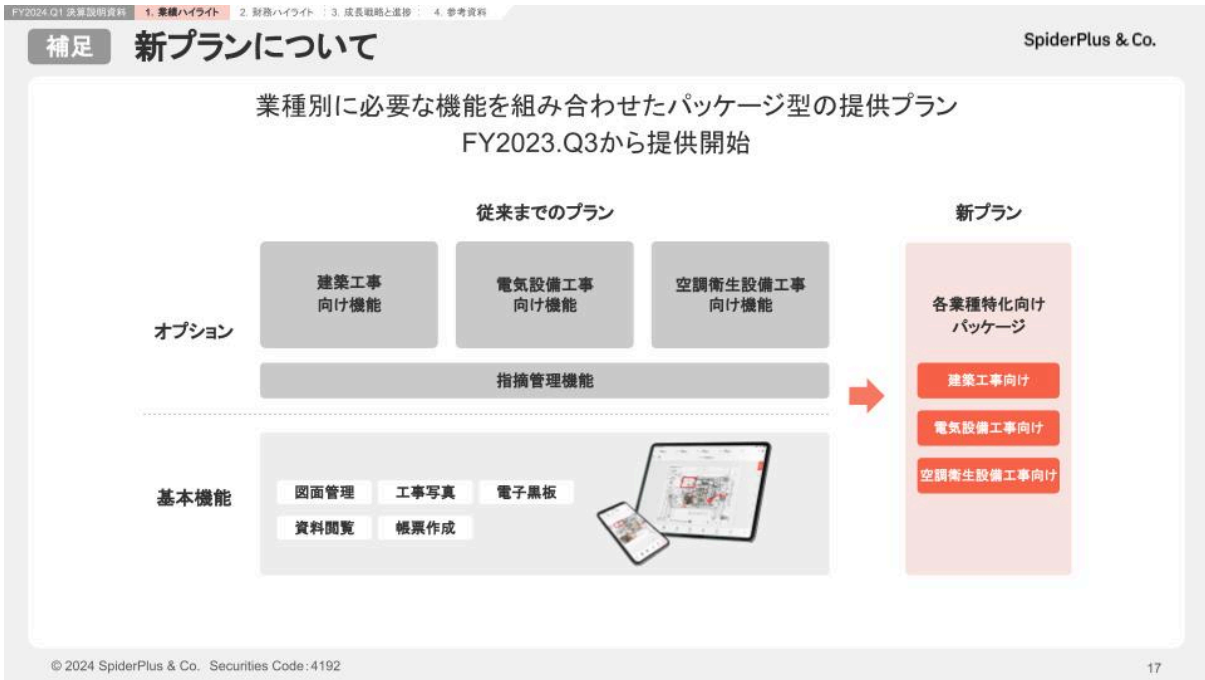 FY2024.Q1 決算説明資料 1. 業績ハイライト 2. 財務ハイライト 3. 成長戦略と進捗 4. 参考資料
補足 新プランについて
SpiderPlus & Co.
業種別に必要な機能を組み合わせたパッケージ型の提供プラン
FY2023.Q3から提供開始
従来までのプラン
新プラン
オプション
建築工事
向け機能
電気設備工事
向け機能
空調衛生設備工事
向け機能
指摘管理機能
基本機能
図面管理 工事写真 電子黒板
資料閲覧 帳票作成
各業種特化向け
パッケージ
建築工事向け
電気設備工事向け
空調衛生設備工事向け
© 2024 SpiderPlus & Co. Securities Code:4192
17